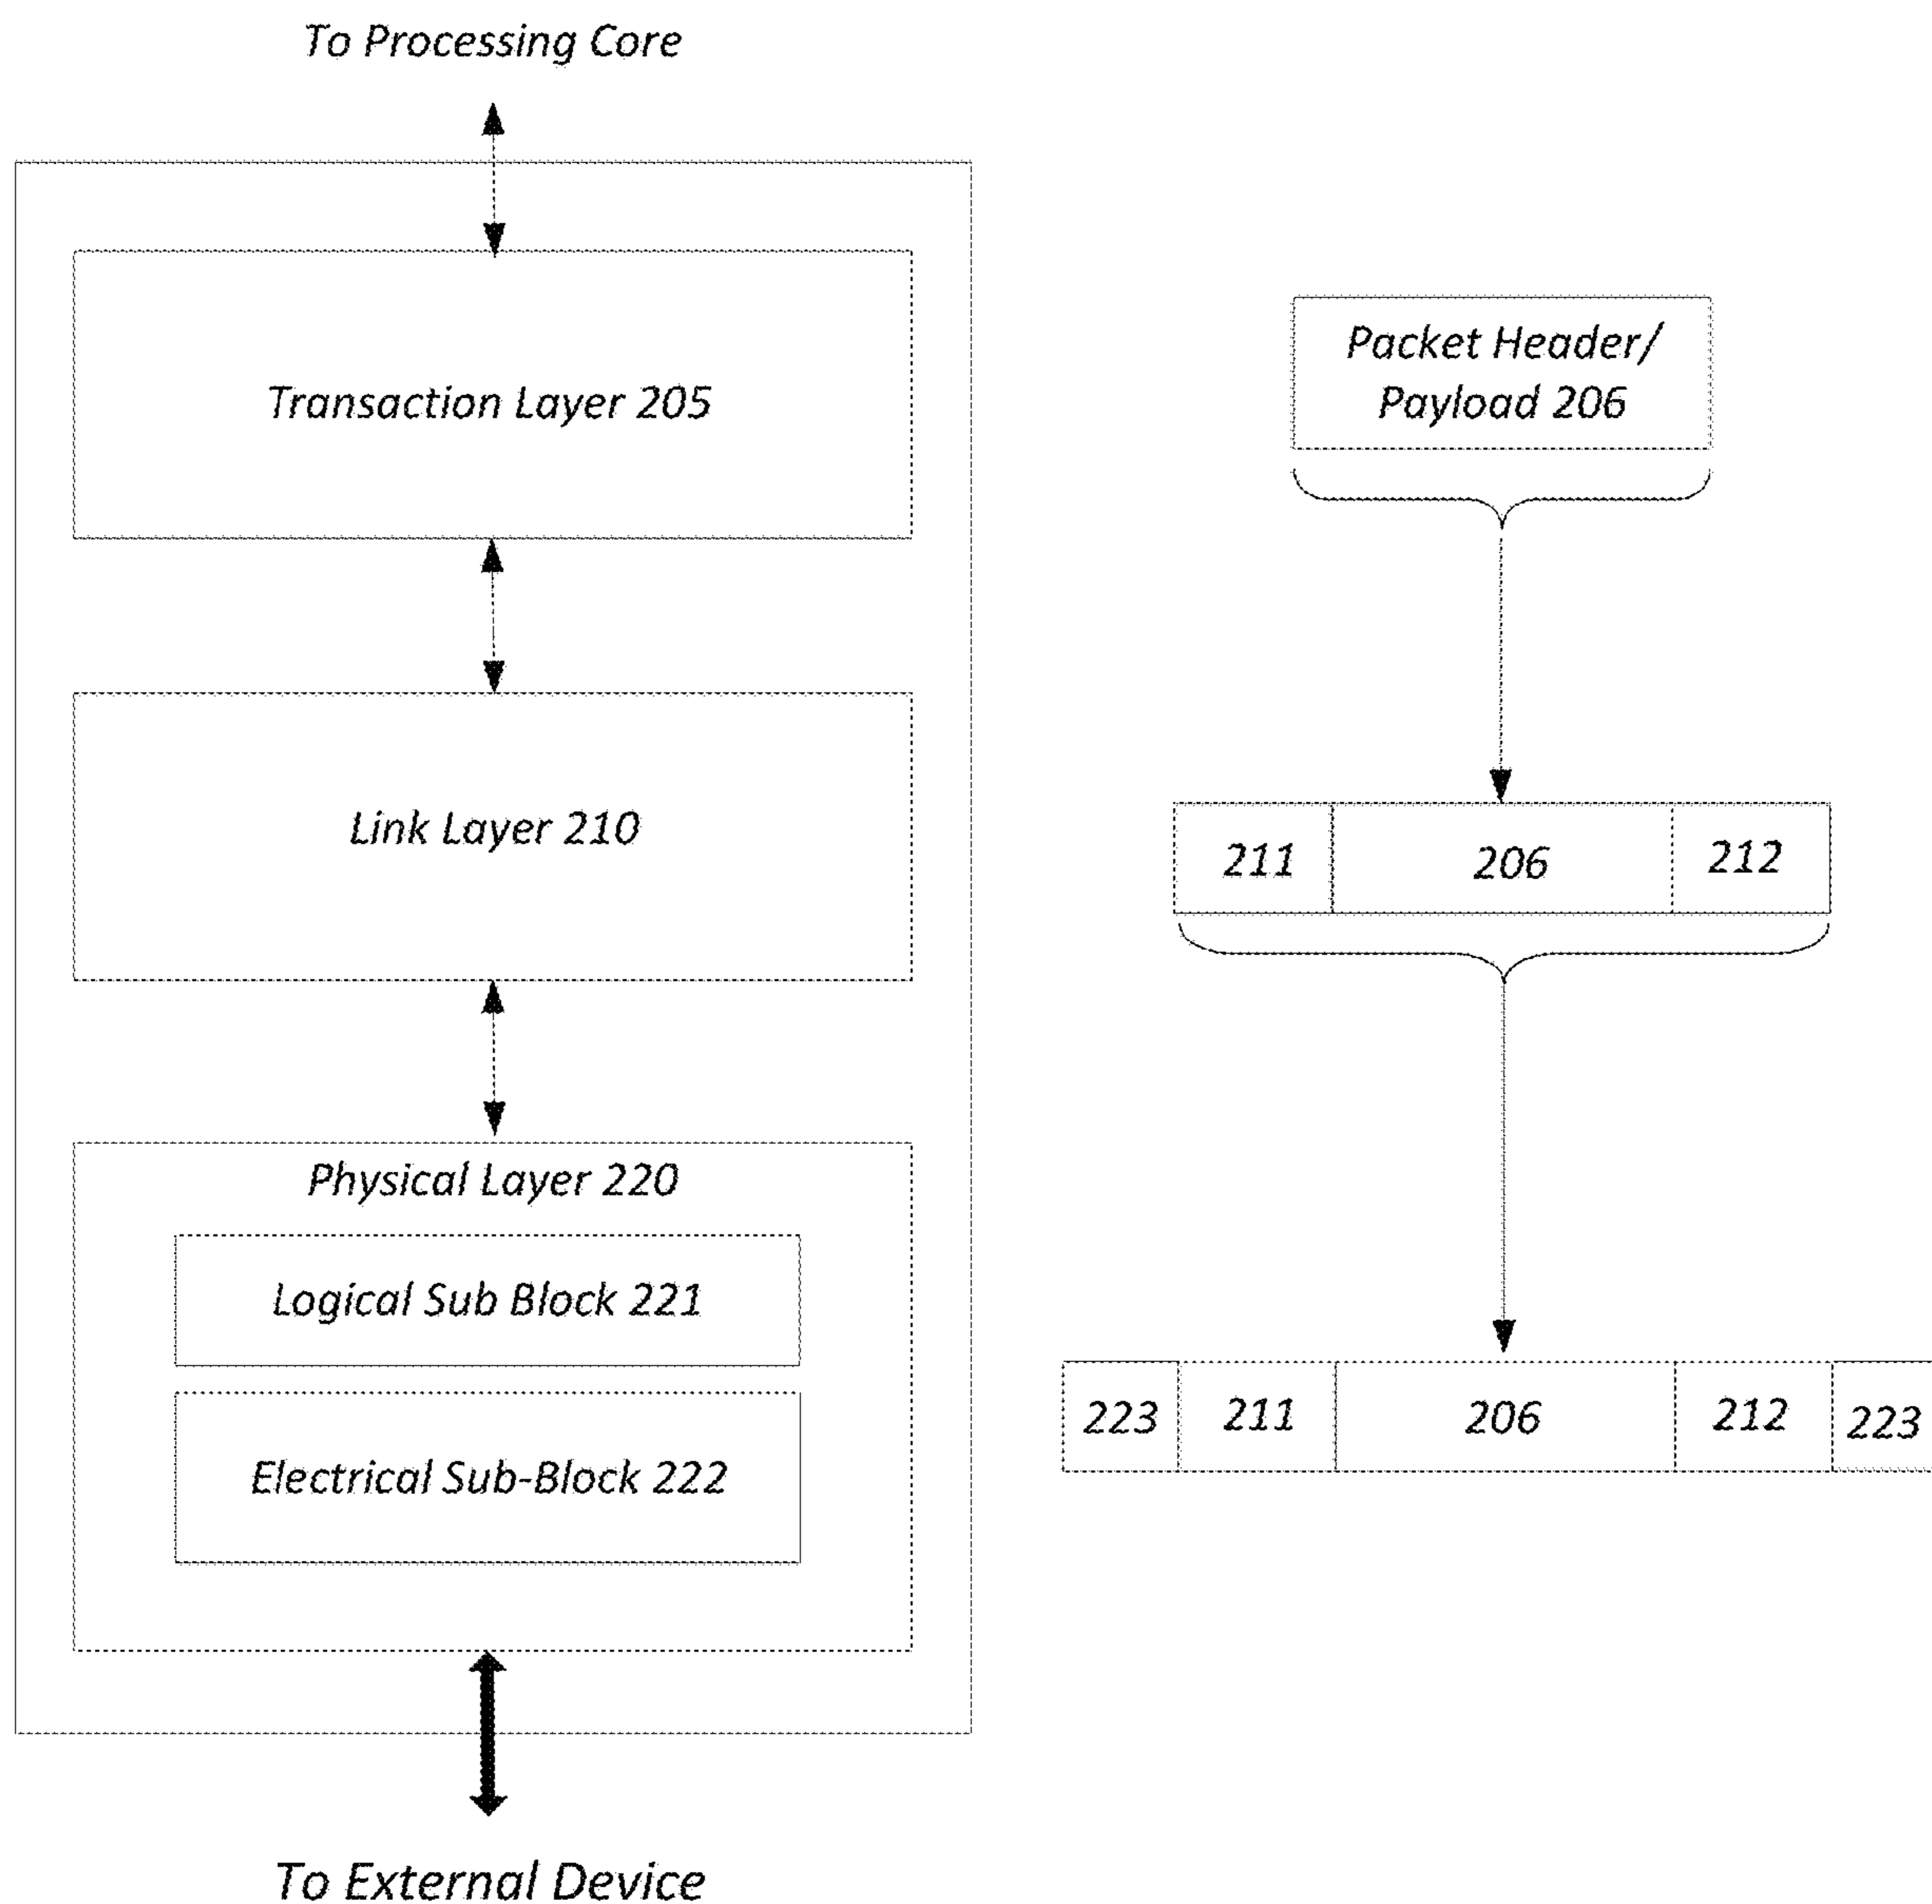 To Processing Core
Transaction Layer 205
Packet Header/
Payload 206
Link Layer 210
211 206 212
Physical Layer 220
Logical Sub Block 221
Electrical Sub-Block 222
223 211 206 212 223
To External Device